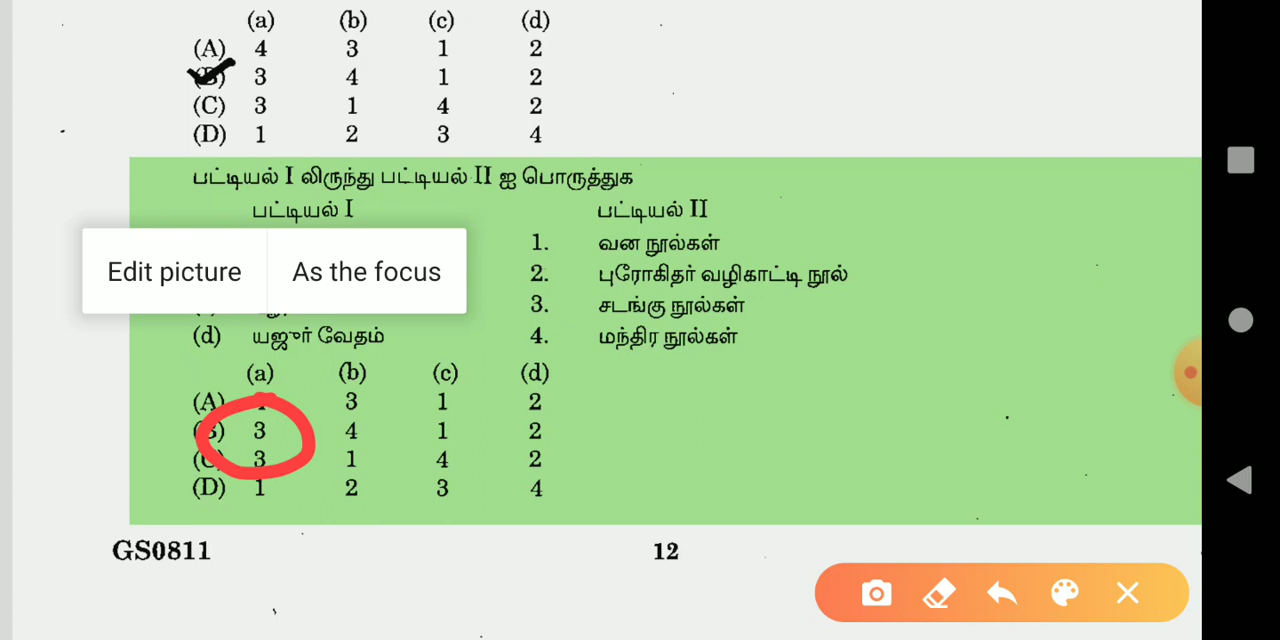 (a) (b) (c) (d)
(A) 4 3 1 2
(B) 3 4 1 2
(C) 3 1 4 2
(D) 1 2 3 4
பட்டியல் I லிருந்து பட்டியல் II ஐ பொருத்துக
பட்டியல் I பட்டியல் II
1. வன நூல்கள்
Edit picture As the focus 2. புரோகிதர் வழிகாட்டி நூல்
3. சடங்கு நூல்கள்
(d) யஜுர் வேதம் 4. மந்திர நூல்கள்
(a) (b) (c) (d)
(A) 3 1 2
(B) 3 4 1 2
(C) 3 1 4 2
(D) 1 2 3 4
GS0811 12